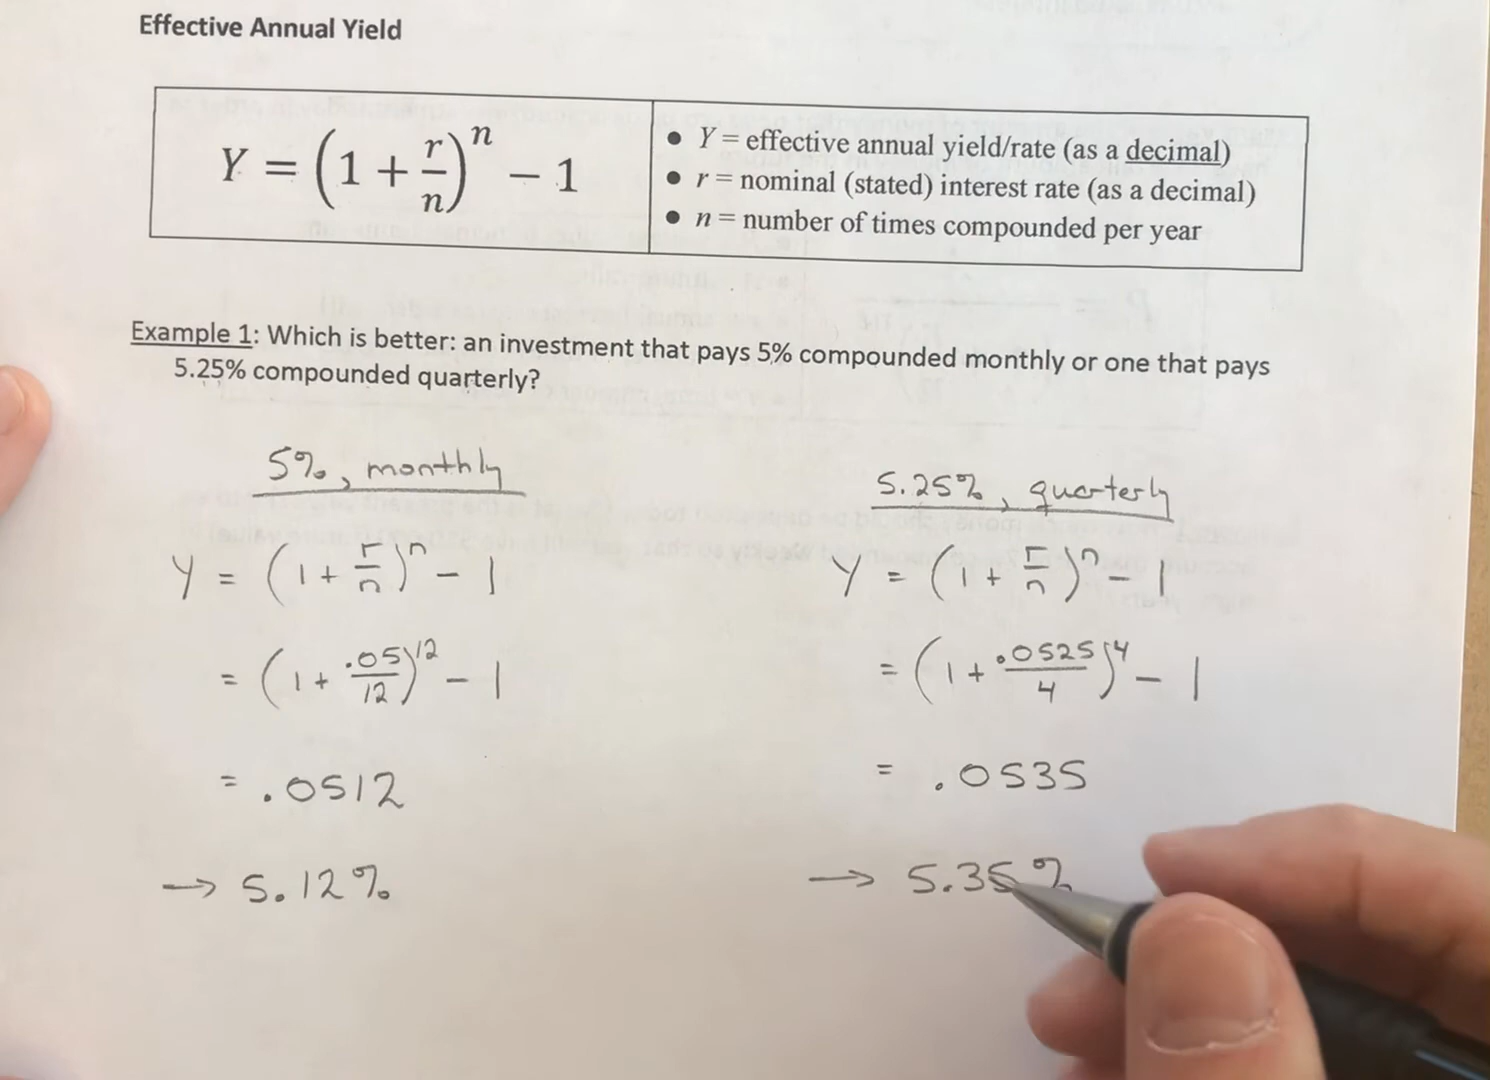 Effective Annual Yield
Y = (1 + r/n)^n − 1
• Y = effective annual yield/rate (as a decimal)
• r = nominal (stated) interest rate (as a decimal)
• n = number of times compounded per year
Example 1: Which is better: an investment that pays 5% compounded monthly or one that pays
5.25% compounded quarterly?
5%, monthly
Y = (1 + r/n)^n − 1
= (1 + .05/12)^12 − 1
= .0512
→ 5.12%
5.25%, quarterly
Y = (1 + r/n)^n − 1
= (1 + .0525/4)^4 − 1
= .0535
→ 5.35%